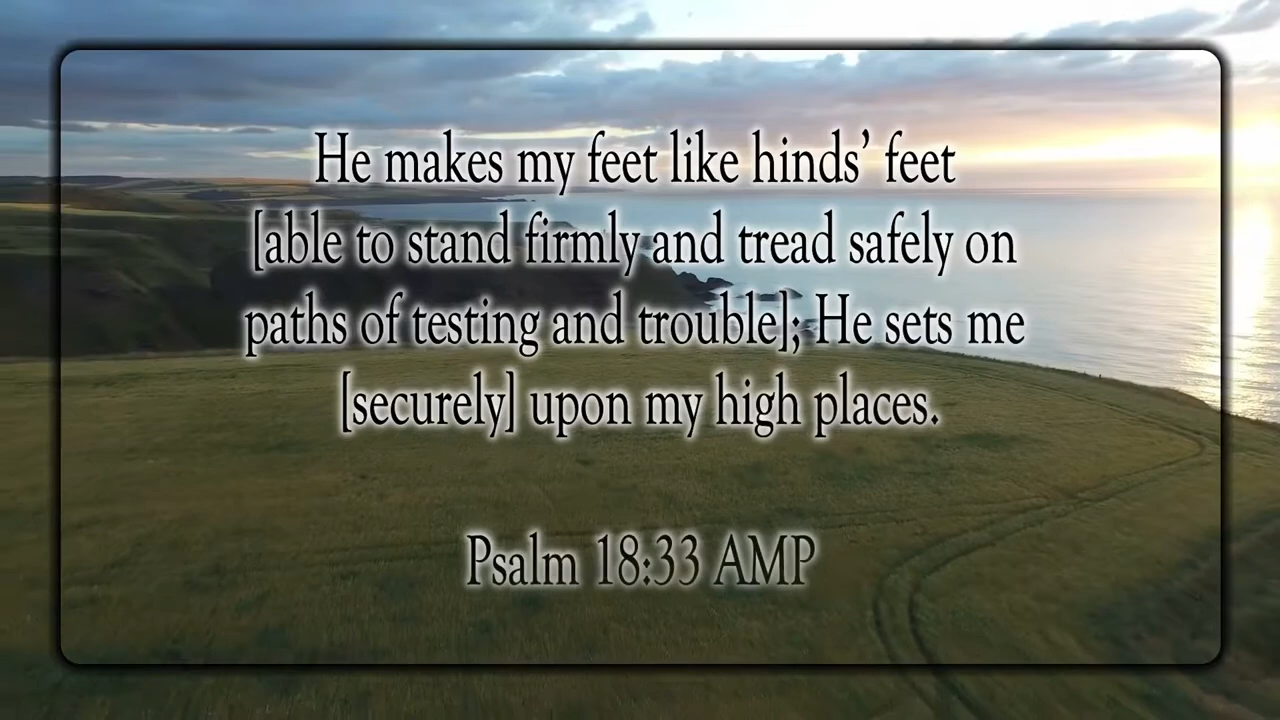 He makes my feet like hinds’ feet
[able to stand firmly and tread safely on
paths of testing and trouble]; He sets me
[securely] upon my high places.
Psalm 18:33 AMP